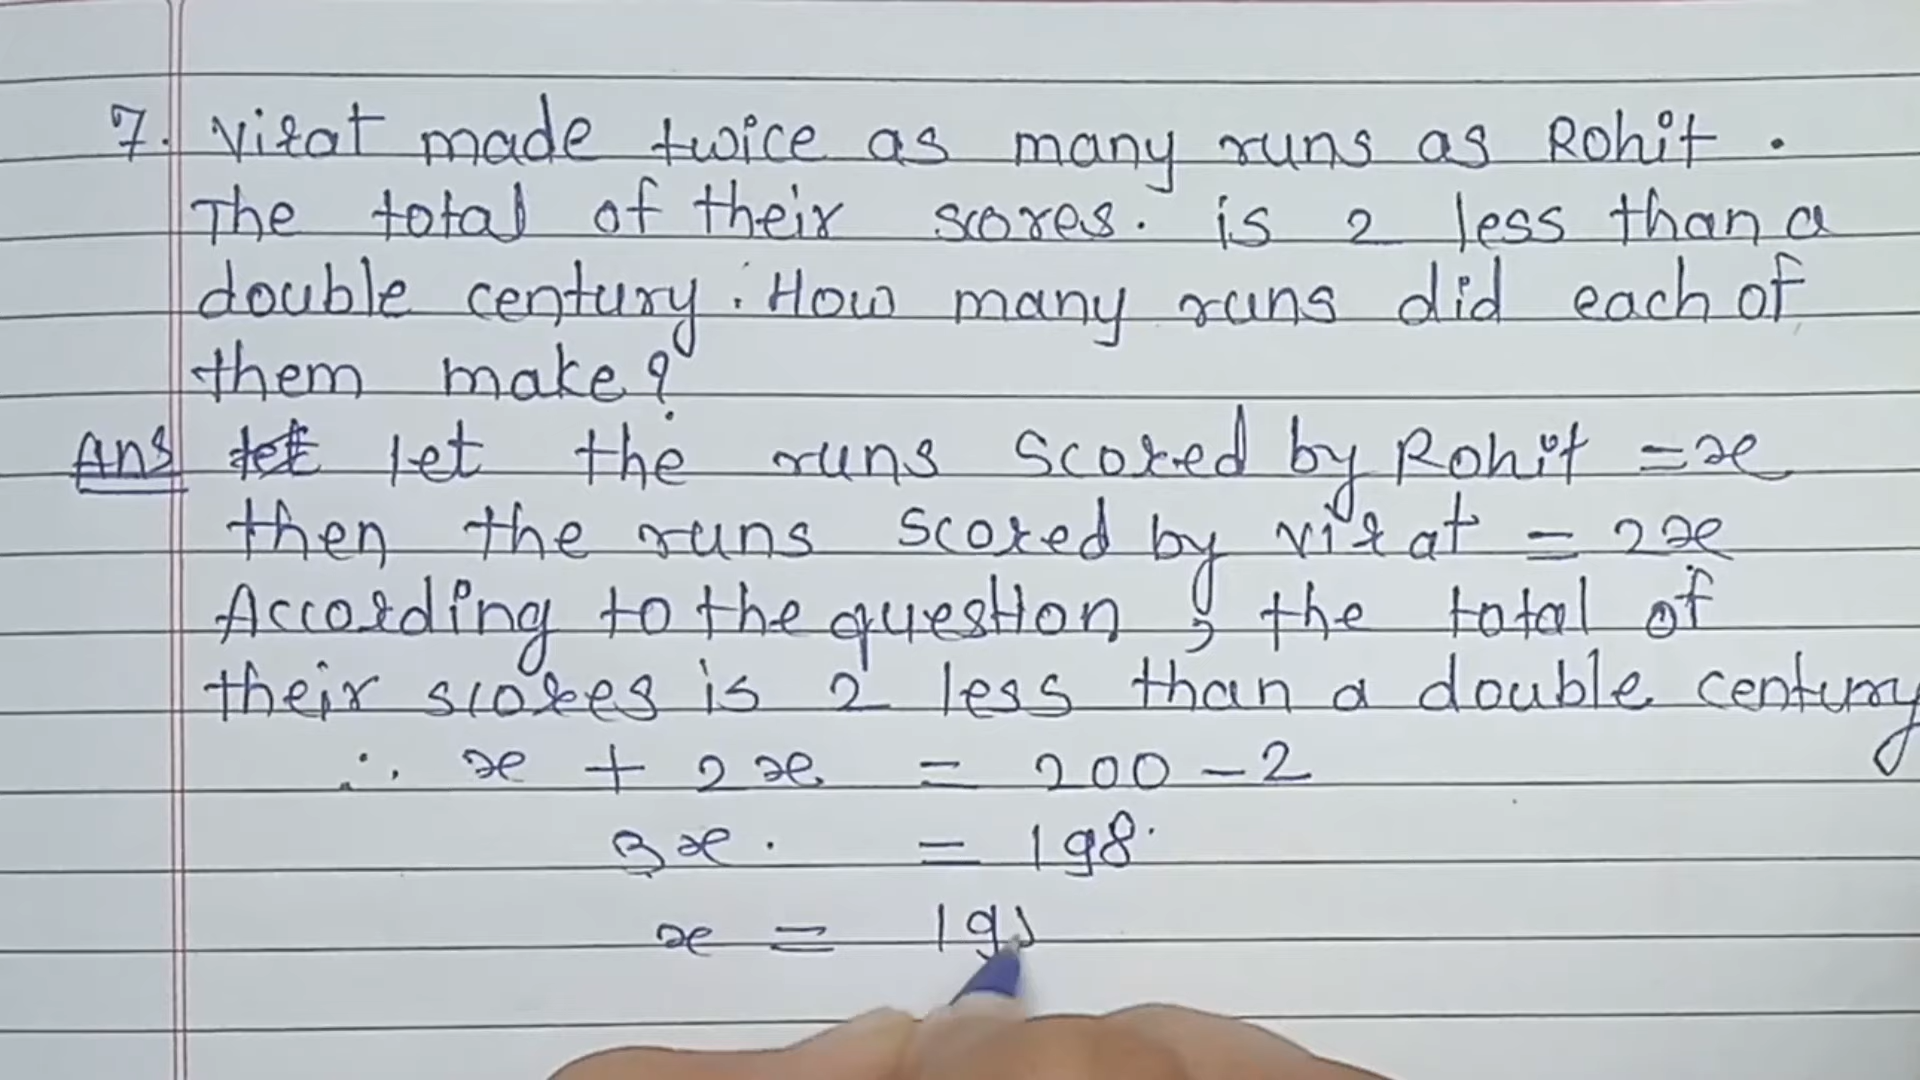 7. Virat made twice as many runs as Rohit.
The total of their scores. is 2 less than a
double century. How many runs did each of
them make?
Ans let let the runs scored by Rohit = x
then the runs scored by virat = 2x
According to the question, the total of
their scores is 2 less than a double century
∴ x + 2x = 200 - 2
3x. = 198.
x = 19